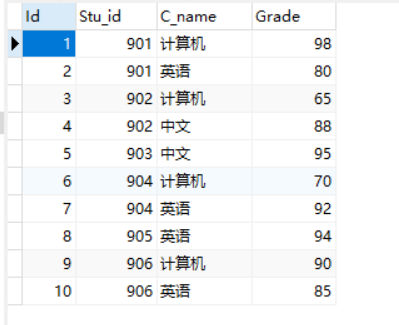 Id Stu_id C_name Grade
1 901 计算机 98
2 901 英语 80
3 902 计算机 65
4 902 中文 88
5 903 中文 95
6 904 计算机 70
7 904 英语 92
8 905 英语 94
9 906 计算机 90
10 906 英语 85